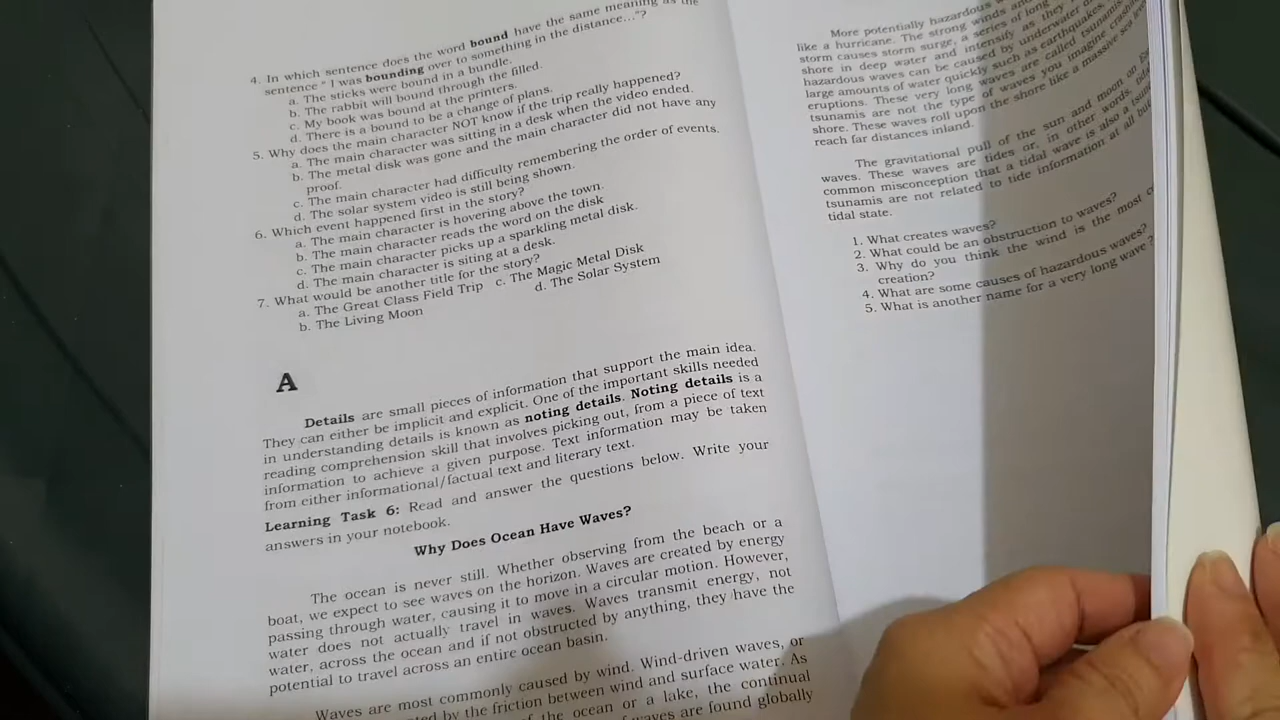 4. In which sentence does the word bound have the same meaning as the
sentence " I was bounding over to something in the distance..."?
a. The sticks were bound in a bundle.
b. The rabbit will bound through the filled.
c. My book was bound at the printers.
d. There is a bound to be a change of plans.
5. Why does the main character NOT know if the trip really happened?
a. The main character was sitting in a desk when the video ended.
b. The metal disk was gone and the main character did not have any
proof.
c. The main character had difficulty remembering the order of events.
d. The solar system video is still being shown.
6. Which event happened first in the story?
a. The main character is hovering above the town.
b. The main character reads the word on the disk
c. The main character picks up a sparkling metal disk.
d. The main character is siting at a desk.
7. What would be another title for the story?
a. The Great Class Field Trip c. The Magic Metal Disk
b. The Living Moon d. The Solar System
A
Details are small pieces of information that support the main idea.
They can either be implicit and explicit. One of the important skills needed
in understanding details is known as noting details. Noting details is a
reading comprehension skill that involves picking out, from a piece of text
information to achieve a given purpose. Text information may be taken
from either informational/factual text and literary text.
Learning Task 6: Read and answer the questions below. Write your
answers in your notebook.
Why Does Ocean Have Waves?
The ocean is never still. Whether observing from the beach or a
boat, we expect to see waves on the horizon. Waves are created by energy
passing through water, causing it to move in a circular motion. However,
water does not actually travel in waves. Waves transmit energy, not
water, across the ocean and if not obstructed by anything, they have the
potential to travel across an entire ocean basin.
Waves are most commonly caused by wind. Wind-driven waves, or
by the friction between wind and surface water. As
the ocean or a lake, the continual
waves are found globally
More potentially hazardous
like a hurricane. The strong winds and
storm causes storm surge, a series of long
shore in deep water and intensify as they
hazardous waves can be caused by underwater
large amounts of water quickly such as earthquakes,
eruptions. These very long waves are called tsunamis.
tsunamis are not the type of waves you imagine crashing
shore. These waves roll upon the shore like a massive sea
reach far distances inland.
The gravitational pull of the sun and moon on
waves. These waves are tides or, in other words,
common misconception that a tidal wave is also a
tsunamis are not related to tide information at all but
tidal state.
1. What creates waves?
2. What could be an obstruction to waves?
3. Why do you think the wind is the most
creation?
4. What are some causes of hazardous waves?
5. What is another name for a very long wave?